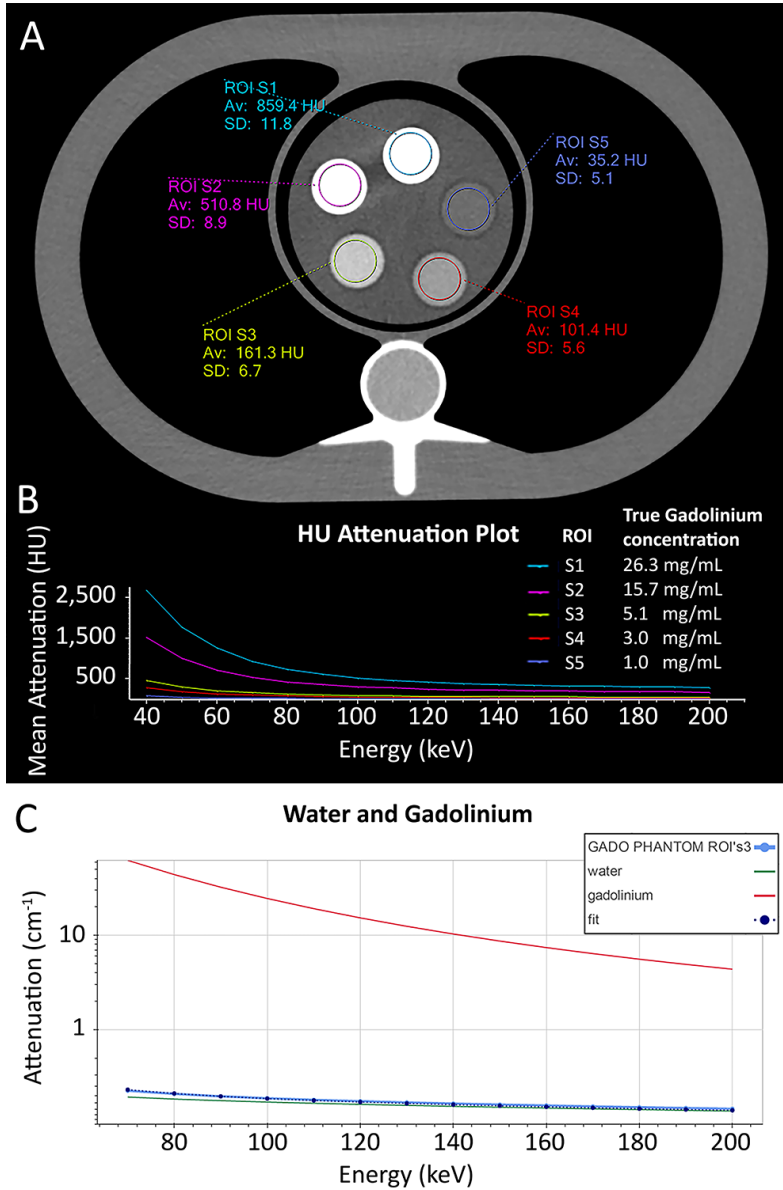 A
ROI S1
Av: 859.4 HU
SD: 11.8
ROI S2
Av: 510.8 HU
SD: 8.9
ROI S5
Av: 35.2 HU
SD: 5.1
ROI S3
Av: 161.3 HU
SD: 6.7
ROI S4
Av: 101.4 HU
SD: 5.6
B
HU Attenuation Plot
ROI True Gadolinium
concentration
S1 26.3 mg/mL
S2 15.7 mg/mL
S3 5.1 mg/mL
S4 3.0 mg/mL
S5 1.0 mg/mL
Mean Attenuation (HU)
2,500
1,500
500
40 60 80 100 120 140 160 180 200
Energy (keV)
C
Water and Gadolinium
GADO PHANTOM ROI's3
water
gadolinium
fit
Attenuation (cm⁻¹)
10
1
80 100 120 140 160 180 200
Energy (keV)